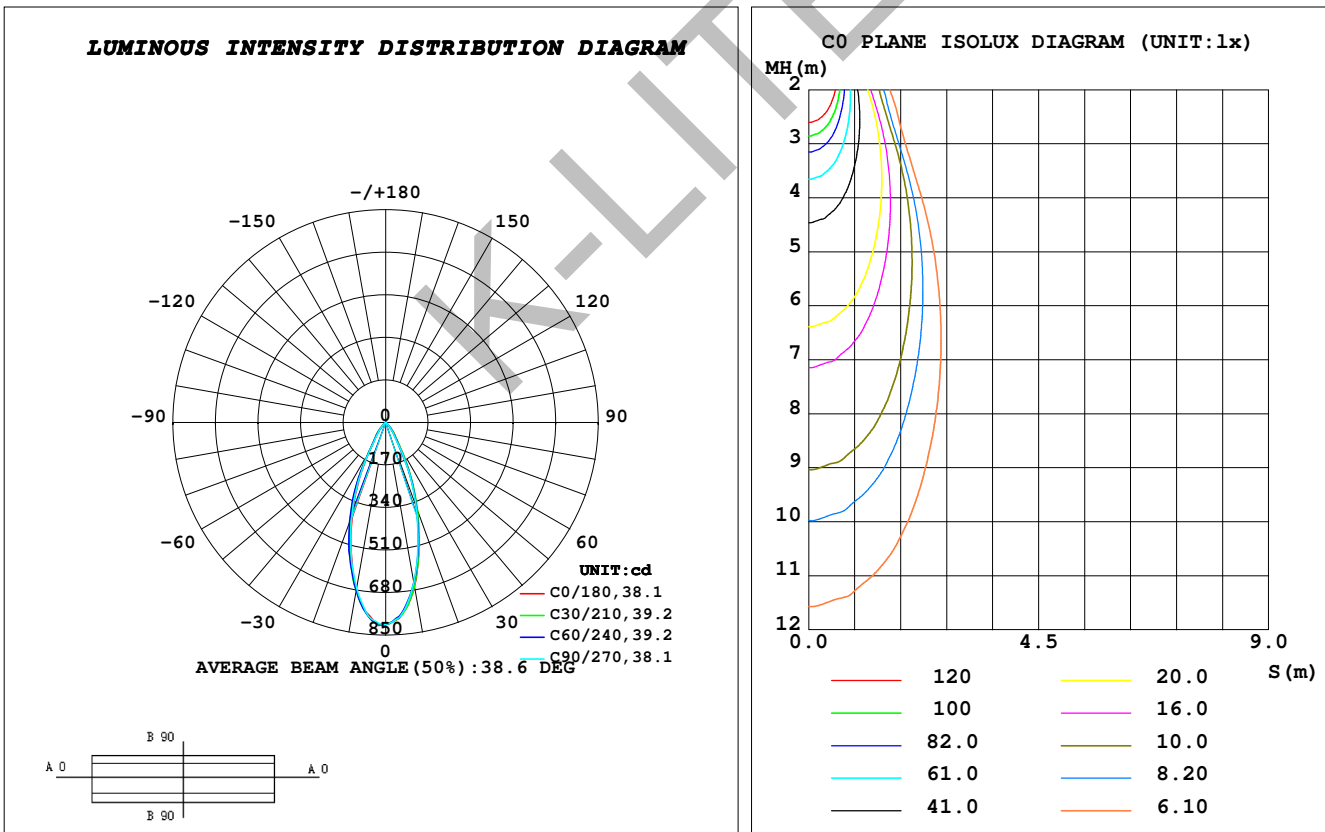 LUMINOUS INTENSITY DISTRIBUTION DIAGRAM
-/+180
-150
150
-120
120
-90
90
0
170
340
510
680
850
-60
60
-30
30
0
UNIT:cd
C0/180,38.1
C30/210,39.2
C60/240,39.2
C90/270,38.1
AVERAGE BEAM ANGLE(50%):38.6 DEG
B 90
A 0
A 0
B 90
C0 PLANE ISOLUX DIAGRAM (UNIT:lx)
MH(m)
2
3
4
5
6
7
8
9
10
11
12
0.0
4.5
9.0
S(m)
120
20.0
100
16.0
82.0
10.0
61.0
8.20
41.0
6.10
K-LITE